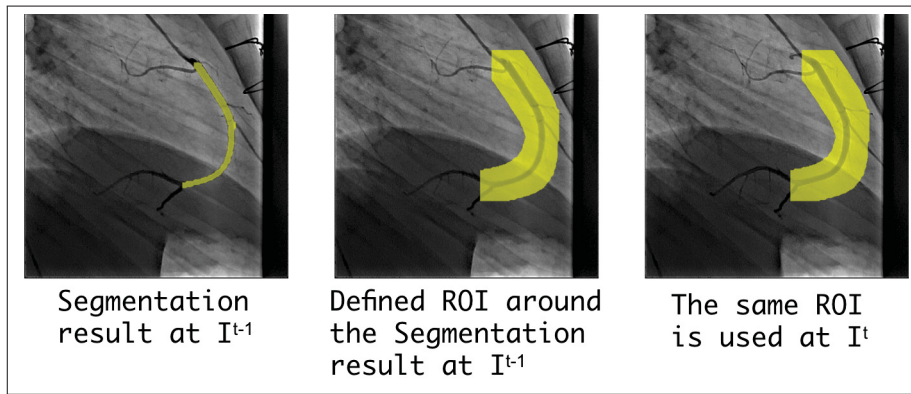 Segmentation
result at Iᵗ⁻¹
Defined ROI around
the Segmentation
result at Iᵗ⁻¹
The same ROI
is used at Iᵗ